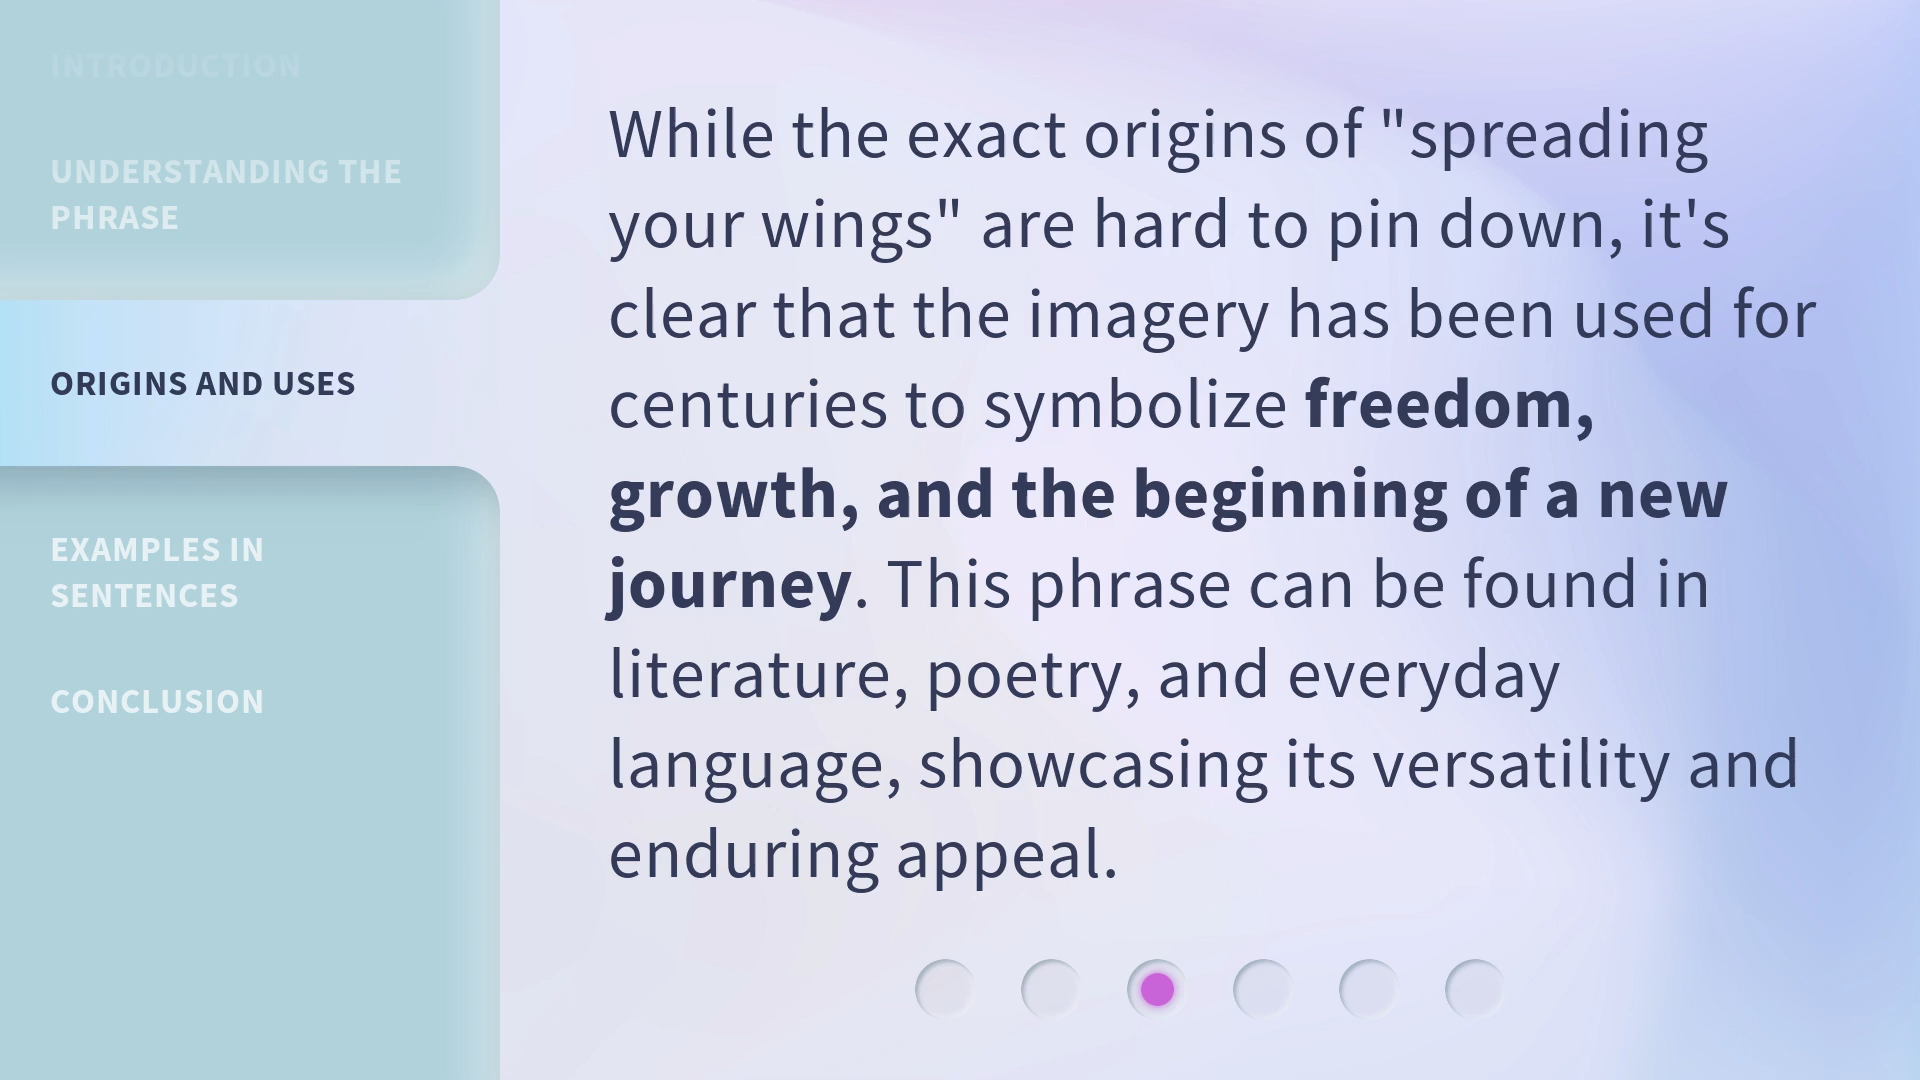 INTRODUCTION
UNDERSTANDING THE
PHRASE
ORIGINS AND USES
EXAMPLES IN
SENTENCES
CONCLUSION
While the exact origins of "spreading
your wings" are hard to pin down, it's
clear that the imagery has been used for
centuries to symbolize freedom,
growth, and the beginning of a new
journey. This phrase can be found in
literature, poetry, and everyday
language, showcasing its versatility and
enduring appeal.